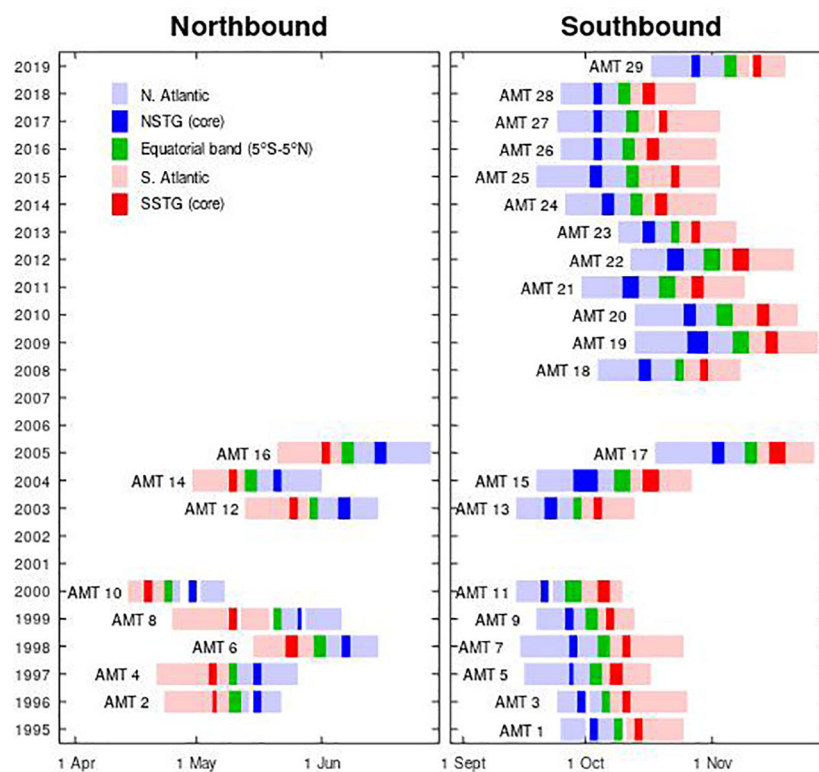 Northbound
Southbound
2019
2018
2017
2016
2015
2014
2013
2012
2011
2010
2009
2008
2007
2006
2005
2004
2003
2002
2001
2000
1999
1998
1997
1996
1995
N. Atlantic
NSTG (core)
Equatorial band (5°S-5°N)
S. Atlantic
SSTG (core)
AMT 16
AMT 14
AMT 12
AMT 10
AMT 8
AMT 6
AMT 4
AMT 2
1 Apr
1 May
1 Jun
AMT 29
AMT 28
AMT 27
AMT 26
AMT 25
AMT 24
AMT 23
AMT 22
AMT 21
AMT 20
AMT 19
AMT 18
AMT 17
AMT 15
AMT 13
AMT 11
AMT 9
AMT 7
AMT 5
AMT 3
AMT 1
1 Sept
1 Oct
1 Nov